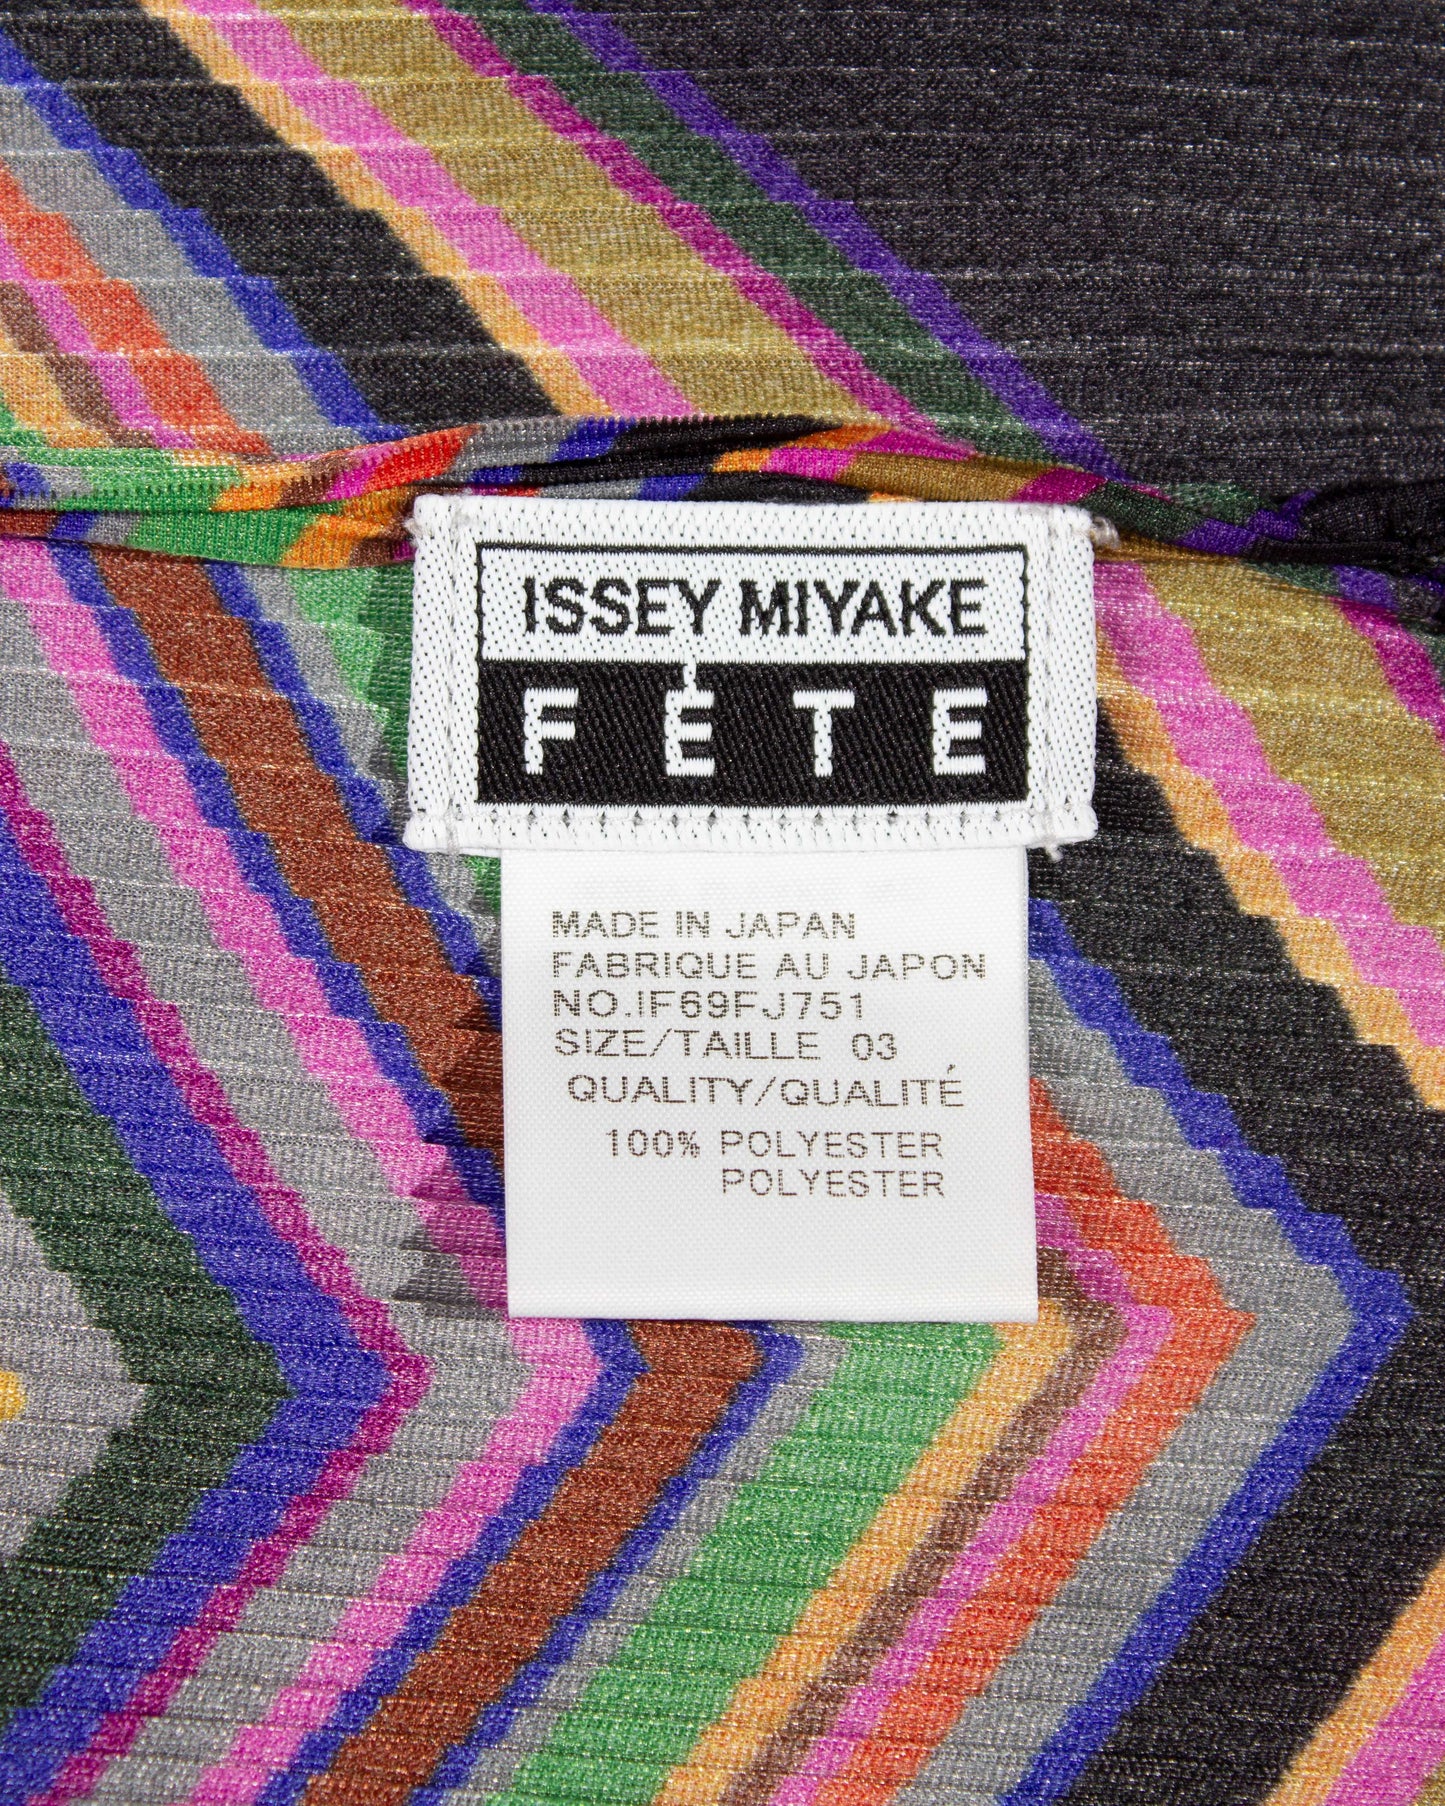 ISSEY MIYAKE
FÊTE
MADE IN JAPAN
FABRIQUE AU JAPON
NO.IF69FJ751
SIZE/TAILLE 03
QUALITY/QUALITÉ
100% POLYESTER
POLYESTER